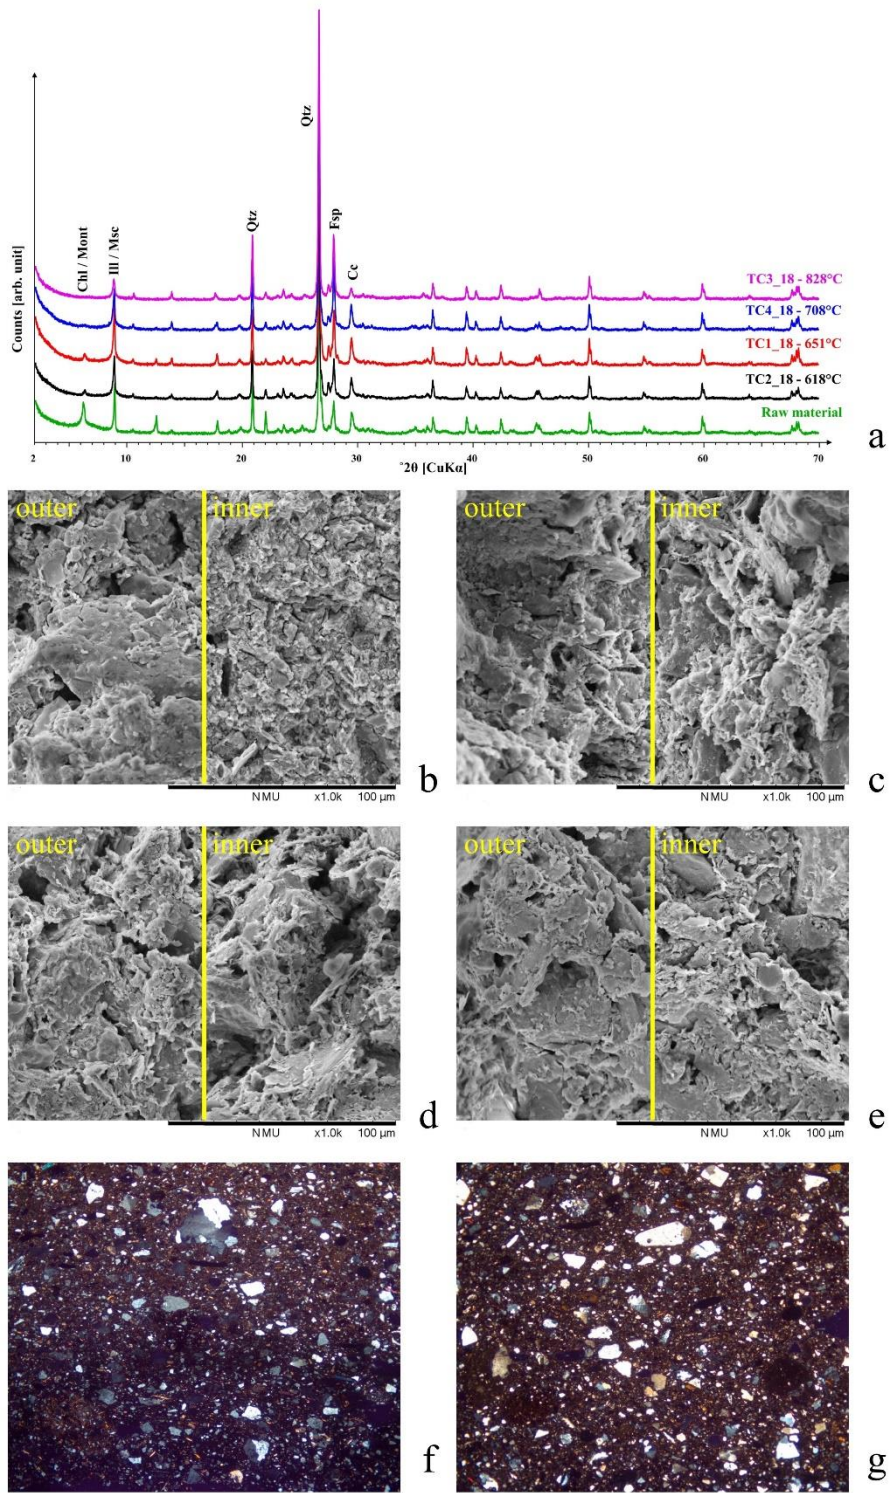 Counts [arb. unit]
Chl / Mont
Ill / Msc
Qtz
Qtz
Fsp
Cc
TC3_18 - 828°C
TC4_18 - 708°C
TC1_18 - 651°C
TC2_18 - 618°C
Raw material
2 10 20 30 40 50 60 70
°2θ [CuKα]
a
outer inner
NMU x1.0k 100 µm
b
outer inner
NMU x1.0k 100 µm
c
outer inner
NMU x1.0k 100 µm
d
outer inner
NMU x1.0k 100 µm
e
f
g